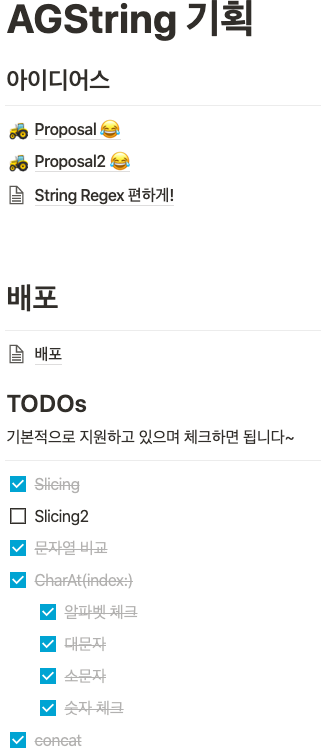 AGString 기획
아이디어스
Proposal 😂
Proposal2 😂
String Regex 편하게!
배포
배포
TODOs
기본적으로 지원하고 있으며 체크하면 됩니다~
Slicing
Slicing2
문자열 비교
CharAt(index:)
알파벳 체크
대문자
소문자
숫자 체크
concat